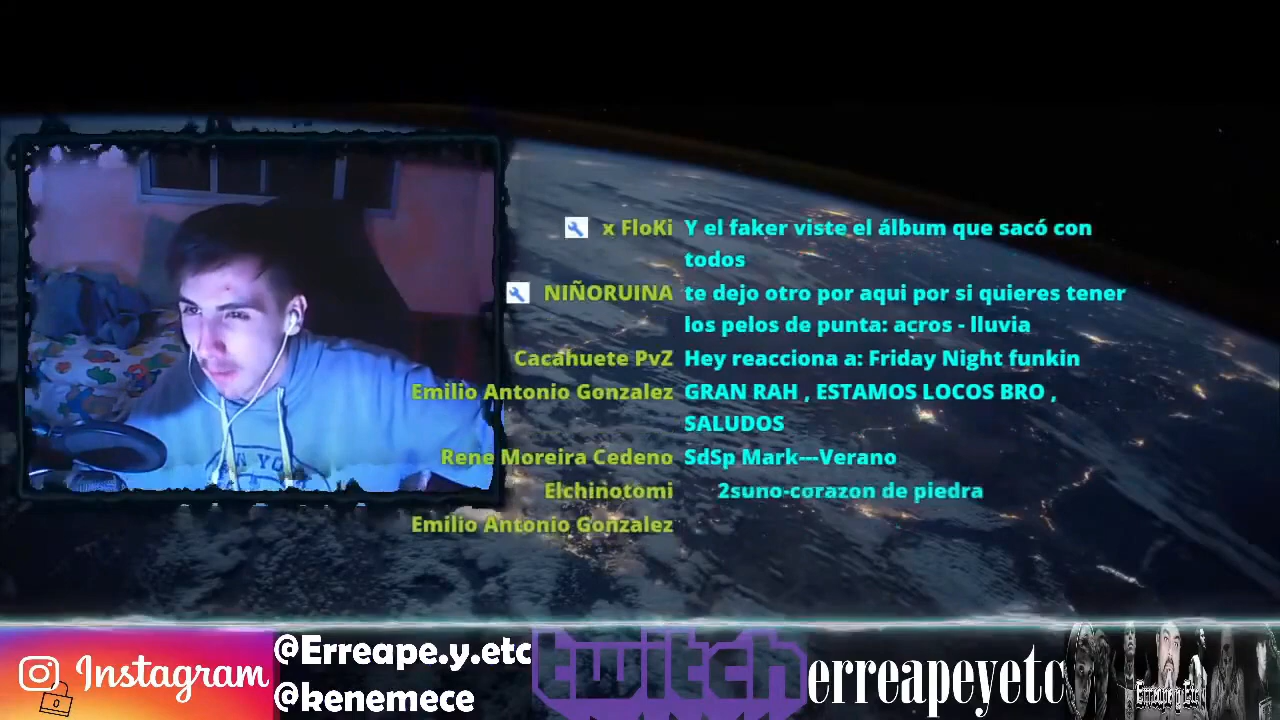 x FloKi Y el faker viste el álbum que sacó con
todos
NIÑORUINA te dejo otro por aqui por si quieres tener
los pelos de punta: acros - lluvia
Cacahuete PvZ Hey reacciona a: Friday Night funkin
Emilio Antonio Gonzalez GRAN RAH , ESTAMOS LOCOS BRO ,
SALUDOS
Rene Moreira Cedeno SdSp Mark---Verano
Elchinotomi 2suno-corazon de piedra
Emilio Antonio Gonzalez
Instagram
@Erreape.y.etc
@kenemece
twitch
erreapeyetc
Erreape y Etc